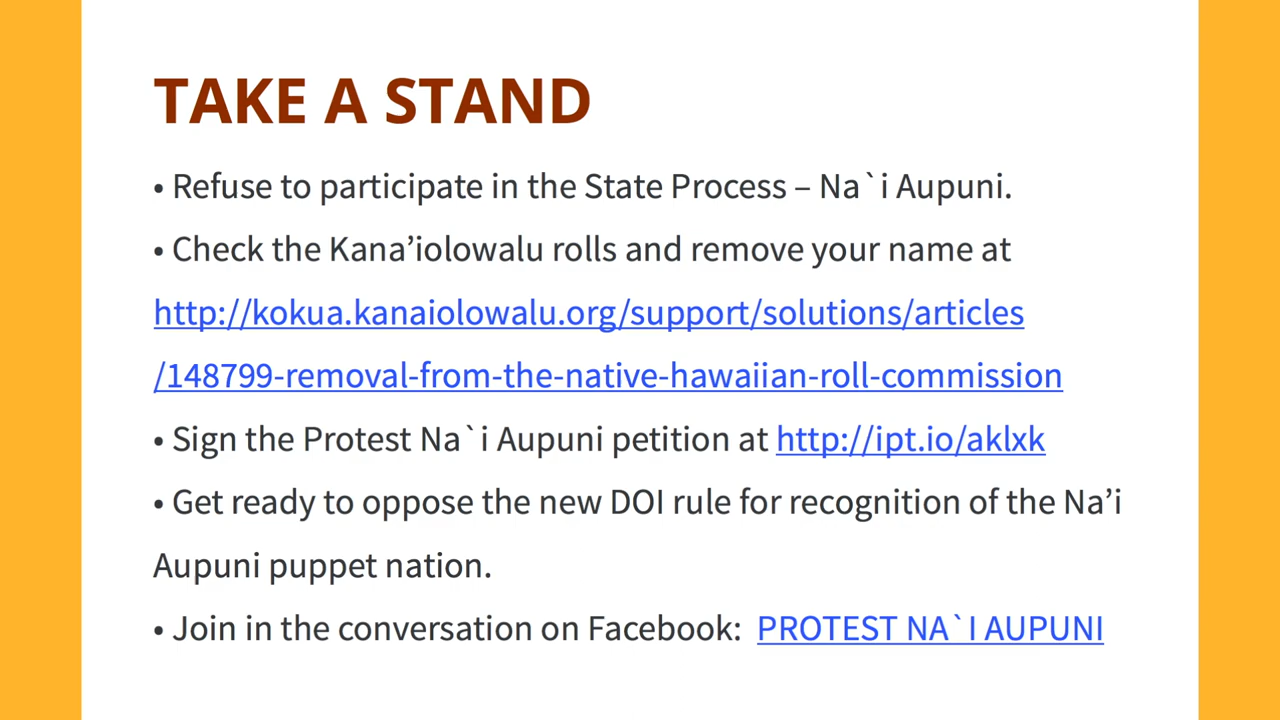 TAKE A STAND
• Refuse to participate in the State Process – Na`i Aupuni.
• Check the Kana’iolowalu rolls and remove your name at
http://kokua.kanaiolowalu.org/support/solutions/articles
/148799-removal-from-the-native-hawaiian-roll-commission
• Sign the Protest Na`i Aupuni petition at http://ipt.io/aklxk
• Get ready to oppose the new DOI rule for recognition of the Na’i
Aupuni puppet nation.
• Join in the conversation on Facebook:  PROTEST NA`I AUPUNI